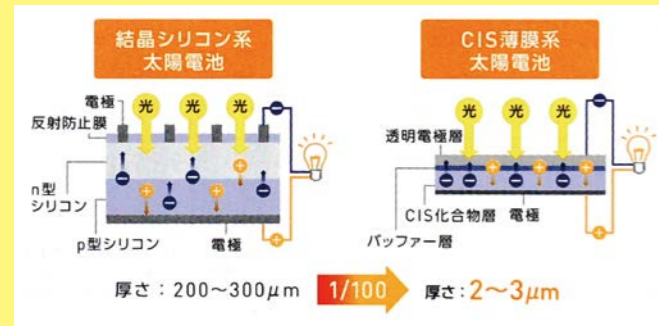 結晶シリコン系
太陽電池
電極
反射防止膜
光 光 光
n型
シリコン
p型シリコン
電極
CIS薄膜系
太陽電池
光 光 光
透明電極層
CIS化合物層
電極
バッファー層
厚さ：200～300μm
1/100
厚さ：2～3μm